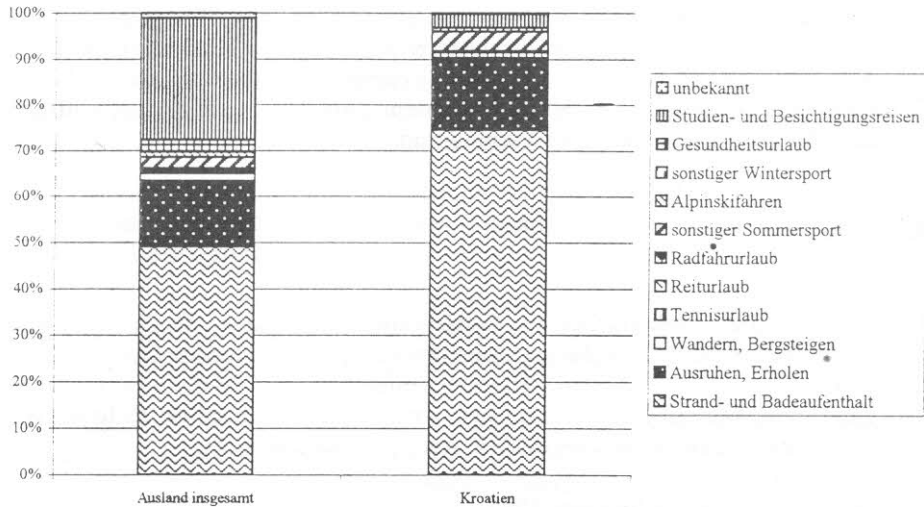 100%
90%
80%
70%
60%
50%
40%
30%
20%
10%
0%
Ausland insgesamt
Kroatien
unbekannt
Studien- und Besichtigungsreisen
Gesundheitsurlaub
sonstiger Wintersport
Alpinskifahren
sonstiger Sommersport
Radfahrurlaub
Reiturlaub
Tennisurlaub
Wandern, Bergsteigen
Ausruhen, Erholen
Strand- und Badeaufenthalt